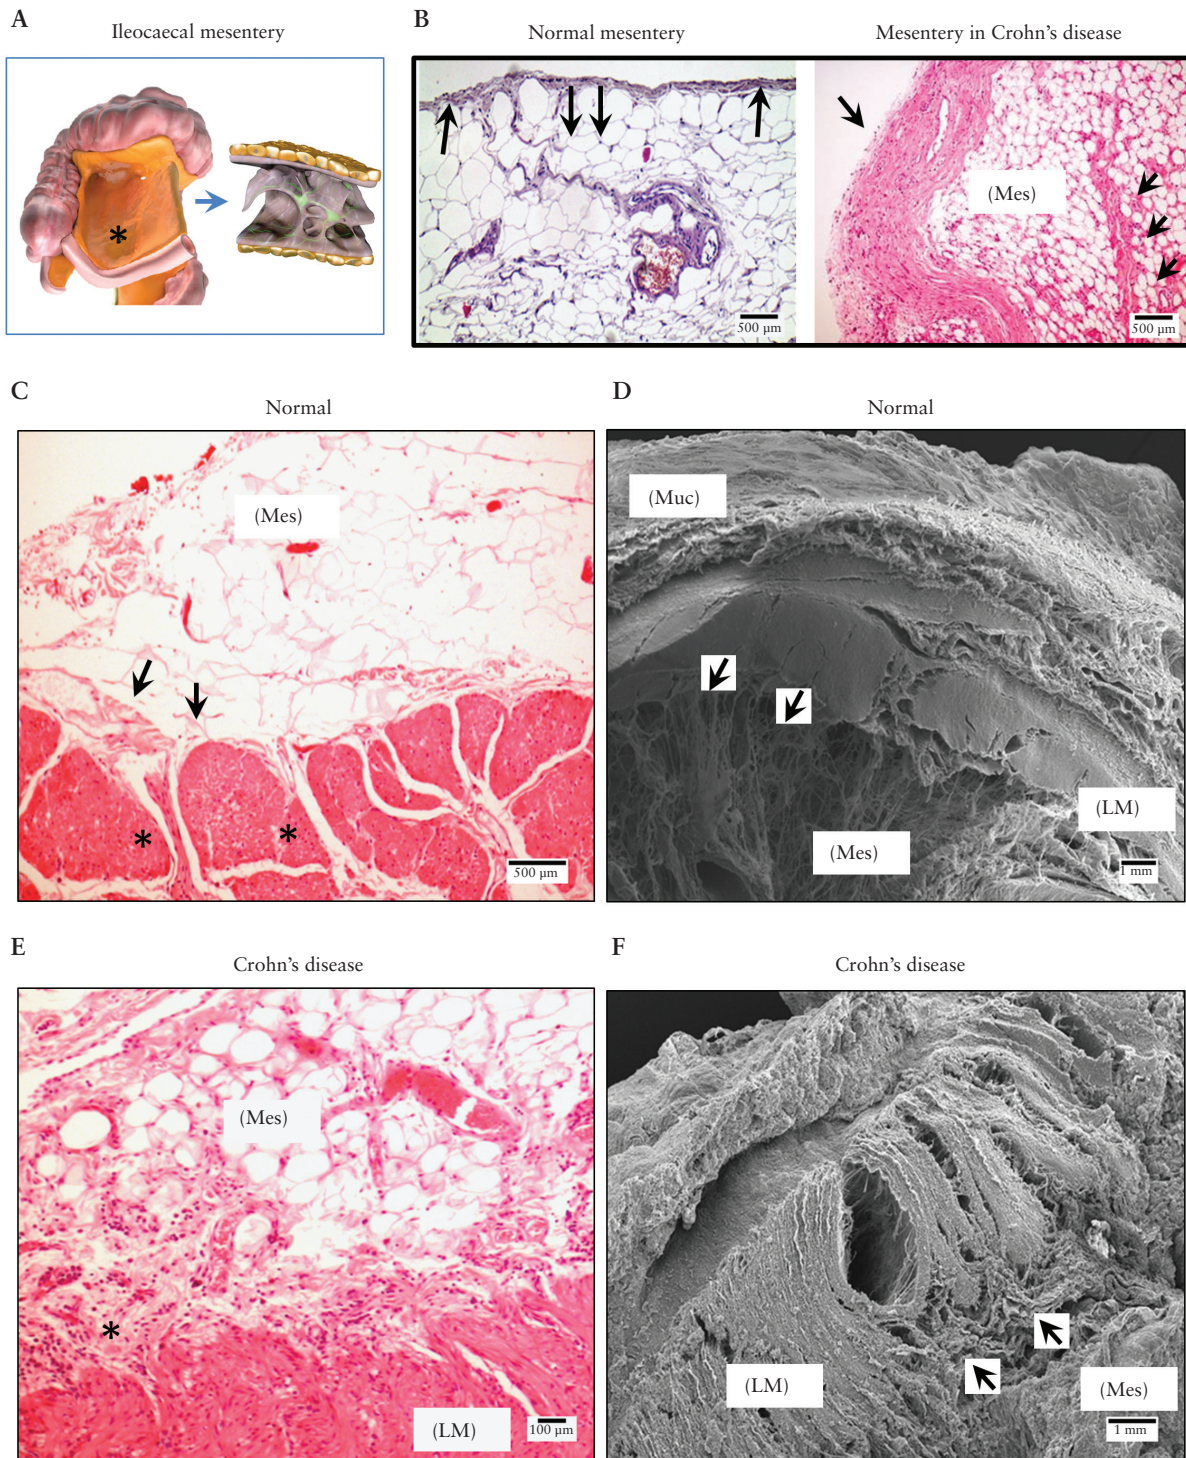 A
Ileocaecal mesentery
*
B
Normal mesentery
Mesentery in Crohn's disease
(Mes)
500 µm
500 µm
C
Normal
(Mes)
*
*
500 µm
D
Normal
(Muc)
(LM)
(Mes)
1 mm
E
Crohn's disease
(Mes)
*
(LM)
100 µm
F
Crohn's disease
(LM)
(Mes)
1 mm